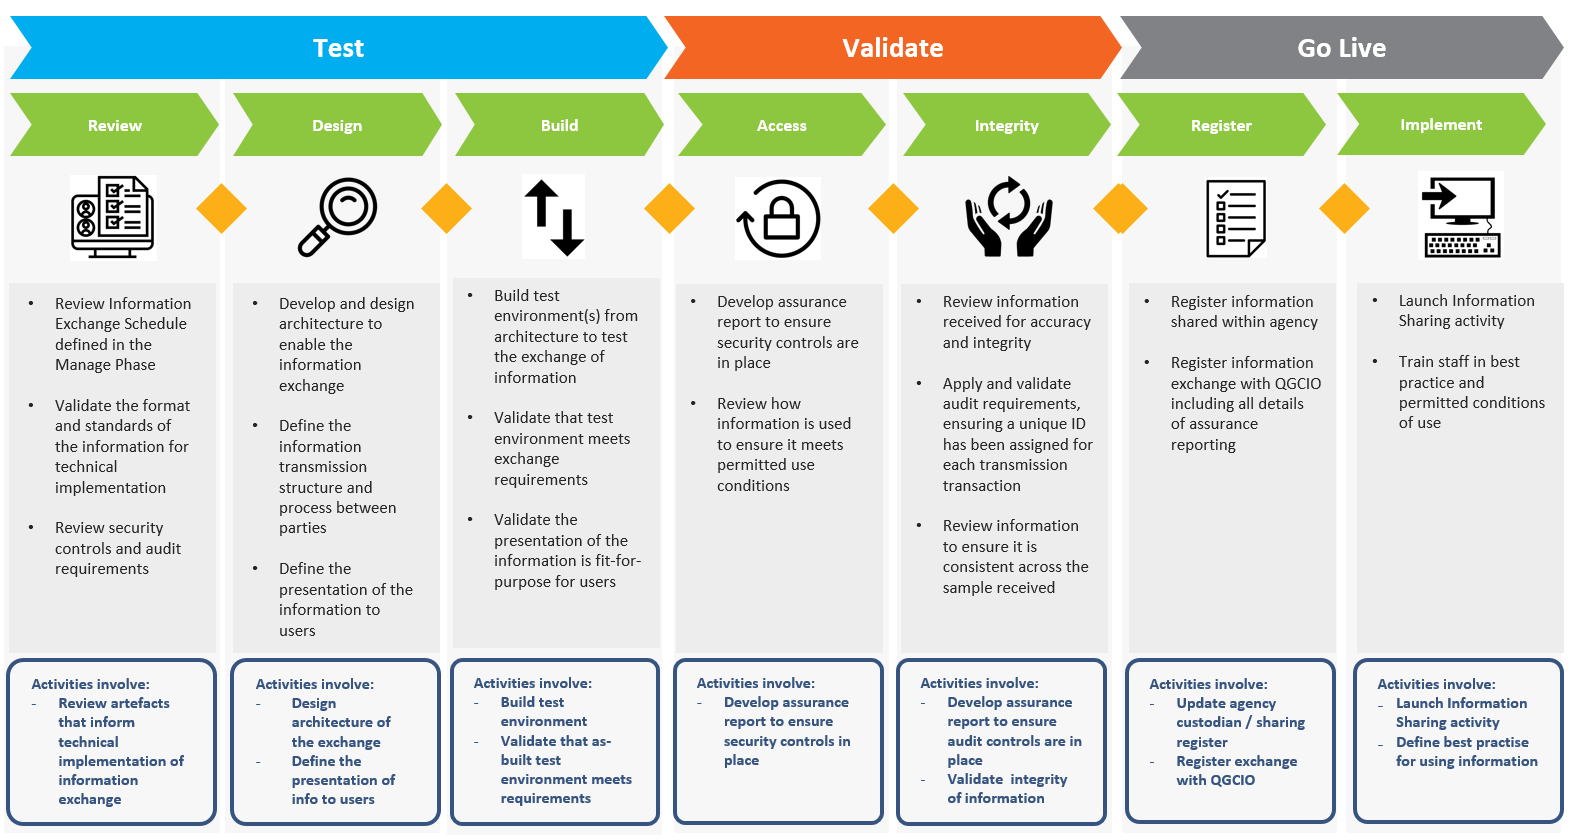 Test
Validate
Go Live
Review
Design
Build
Access
Integrity
Register
Implement
• Review Information
Exchange Schedule
defined in the
Manage Phase
• Validate the format
and standards of
the information for
technical
implementation
• Review security
controls and audit
requirements
• Develop and design
architecture to
enable the
information
exchange
• Define the
information
transmission
structure and
process between
parties
• Define the
presentation of the
information to
users
• Build test
environment(s) from
architecture to test
the exchange of
information
• Validate that test
environment meets
exchange
requirements
• Validate the
presentation of the
information is fit-for-
purpose for users
• Develop assurance
report to ensure
security controls are
in place
• Review how
information is used
to ensure it meets
permitted use
conditions
• Review information
received for accuracy
and integrity
• Apply and validate
audit requirements,
ensuring a unique ID
has been assigned for
each transmission
transaction
• Review information
to ensure it is
consistent across the
sample received
• Register information
shared within agency
• Register information
exchange with QGCIO
including all details
of assurance
reporting
• Launch Information
Sharing activity
• Train staff in best
practice and
permitted conditions
of use
Activities involve:
- Review artefacts
that inform
technical
implementation of
information
exchange
Activities involve:
- Design
architecture of
the exchange
- Define the
presentation of
info to users
Activities involve:
- Build test
environment
- Validate that as-
built test
environment meets
requirements
Activities involve:
- Develop assurance
report to ensure
security controls in
place
Activities involve:
- Develop assurance
report to ensure
audit controls are in
place
- Validate integrity
of information
Activities involve:
- Update agency
custodian / sharing
register
- Register exchange
with QGCIO
Activities involve:
- Launch Information
Sharing activity
- Define best practise
for using information